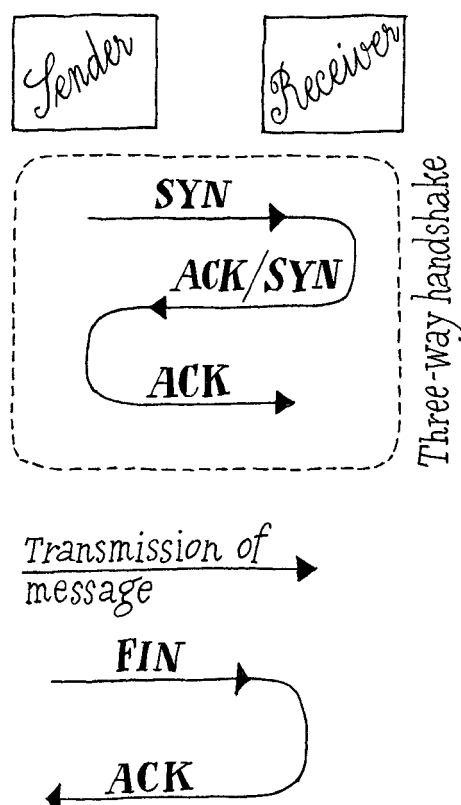 Sender
Receiver
SYN
ACK/SYN
ACK
Three-way handshake
Transmission of
message
FIN
ACK